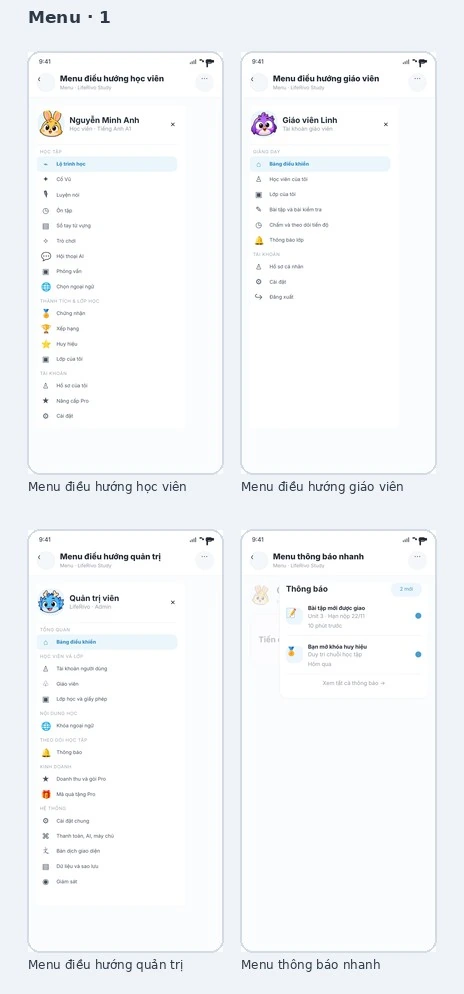 Menu · 1
9:41
Menu điều hướng học viên
Menu · LifeRivo Study
Nguyễn Minh Anh
Học viên · Tiếng Anh A1
HỌC TẬP
Lộ trình học
Cố Vũ
Luyện nói
Ôn tập
Sổ tay từ vựng
Trò chơi
Hội thoại AI
Phỏng vấn
Chọn ngoại ngữ
THÀNH TÍCH & LỚP HỌC
Chứng nhận
Xếp hạng
Huy hiệu
Lớp của tôi
TÀI KHOẢN
Hồ sơ của tôi
Nâng cấp Pro
Cài đặt
Menu điều hướng học viên
9:41
Menu điều hướng giáo viên
Menu · LifeRivo Study
Giáo viên Linh
Tài khoản giáo viên
GIẢNG DẠY
Bảng điều khiển
Học viên của tôi
Lớp của tôi
Bài tập và bài kiểm tra
Chấm và theo dõi tiến độ
Thông báo lớp
TÀI KHOẢN
Hồ sơ cá nhân
Cài đặt
Đăng xuất
Menu điều hướng giáo viên
9:41
Menu điều hướng quản trị
Menu · LifeRivo Study
Quản trị viên
LifeRivo · Admin
TỔNG QUAN
Bảng điều khiển
HỌC VIÊN VÀ LỚP
Tài khoản người dùng
Giáo viên
Lớp học và giấy phép
NỘI DUNG HỌC
Khóa ngoại ngữ
THEO DÕI HỌC TẬP
Thông báo
KINH DOANH
Doanh thu và gói Pro
Mã quà tặng Pro
HỆ THỐNG
Cài đặt chung
Thanh toán, AI, máy chủ
Bản dịch giao diện
Dữ liệu và sao lưu
Giám sát
Menu điều hướng quản trị
9:41
Menu thông báo nhanh
Menu · LifeRivo Study
Thông báo
2 mới
Bài tập mới được giao
Unit 3 · Hạn nộp 22/11
10 phút trước
Bạn mở khóa huy hiệu
Duy trì chuỗi học tập
Hôm qua
Tiến
Xem tất cả thông báo →
Menu thông báo nhanh